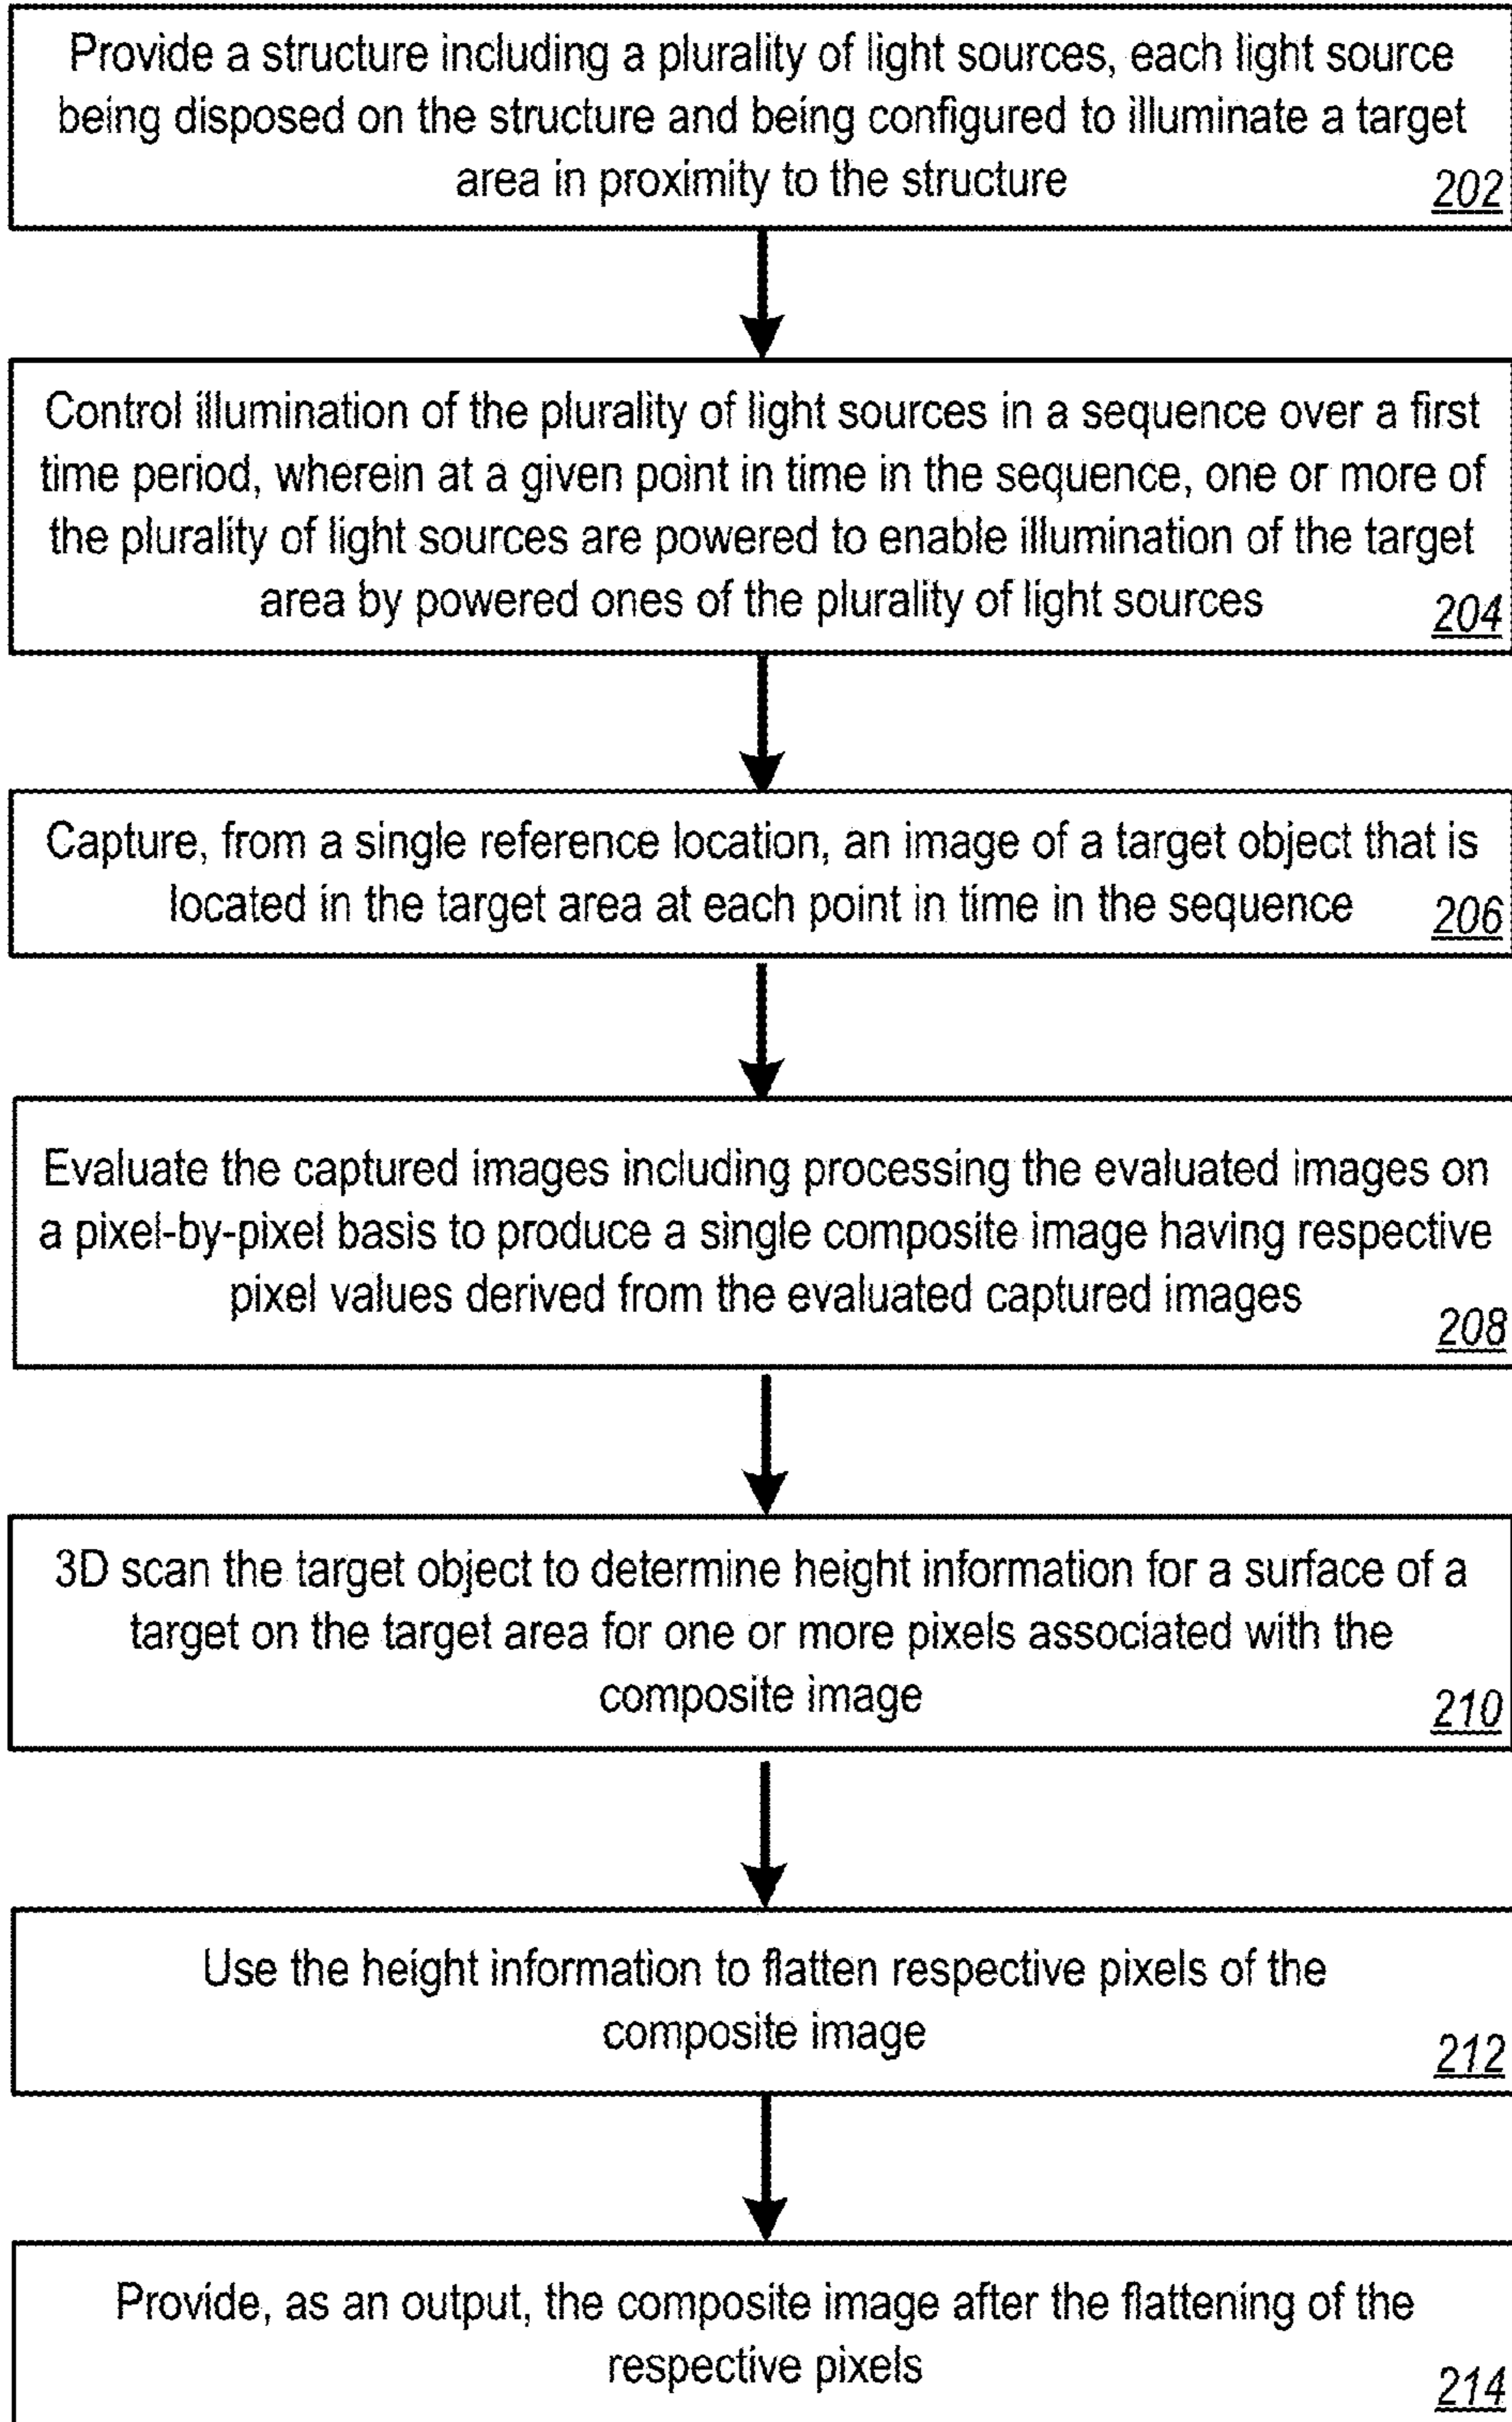 Provide a structure including a plurality of light sources, each light source
being disposed on the structure and being configured to illuminate a target
area in proximity to the structure
202
Control illumination of the plurality of light sources in a sequence over a first
time period, wherein at a given point in time in the sequence, one or more of
the plurality of light sources are powered to enable illumination of the target
area by powered ones of the plurality of light sources
204
Capture, from a single reference location, an image of a target object that is
located in the target area at each point in time in the sequence
206
Evaluate the captured images including processing the evaluated images on
a pixel-by-pixel basis to produce a single composite image having respective
pixel values derived from the evaluated captured images
208
3D scan the target object to determine height information for a surface of a
target on the target area for one or more pixels associated with the
composite image
210
Use the height information to flatten respective pixels of the
composite image
212
Provide, as an output, the composite image after the flattening of the
respective pixels
214